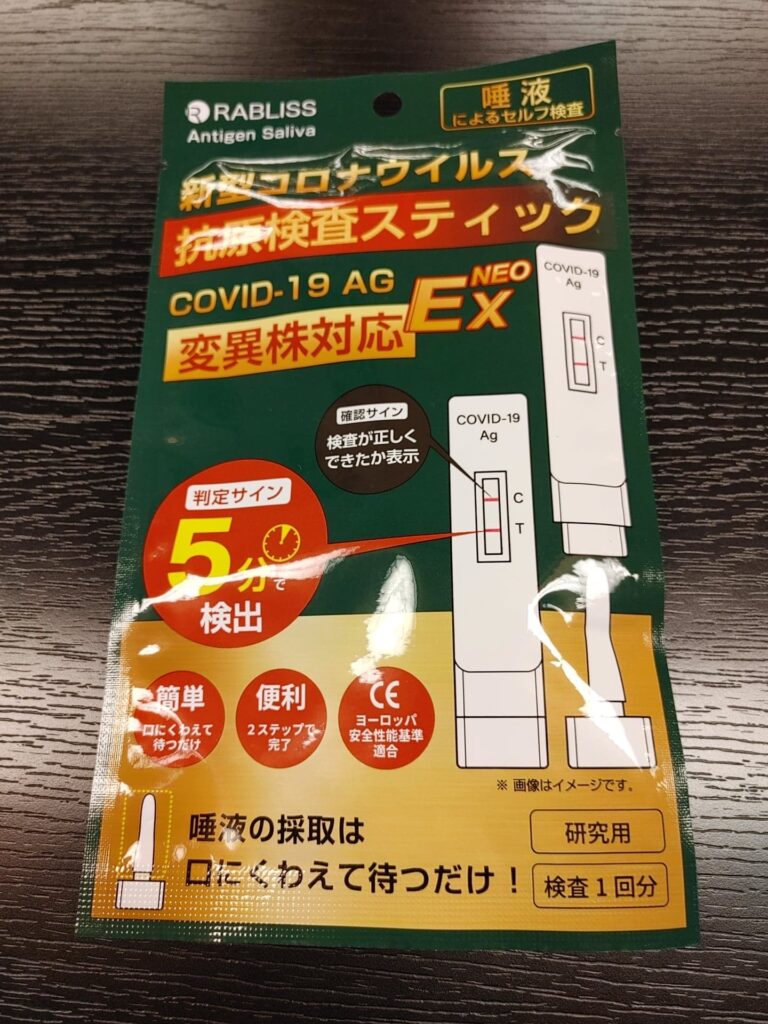 RABLISS
Antigen Saliva
唾液
によるセルフ検査
新型コロナウイルス
抗原検査スティック
COVID-19 AG
NEO
Ex
変異株対応
COVID-19
Ag
C
T
確認サイン
検査が正しく
できたか表示
COVID-19
Ag
C
T
判定サイン
5分で
検出
簡単
口にくわえて
待つだけ
便利
2ステップで
完了
CE
ヨーロッパ
安全性能基準
適合
※ 画像はイメージです。
唾液の採取は
口にくわえて待つだけ！
研究用
検査1回分